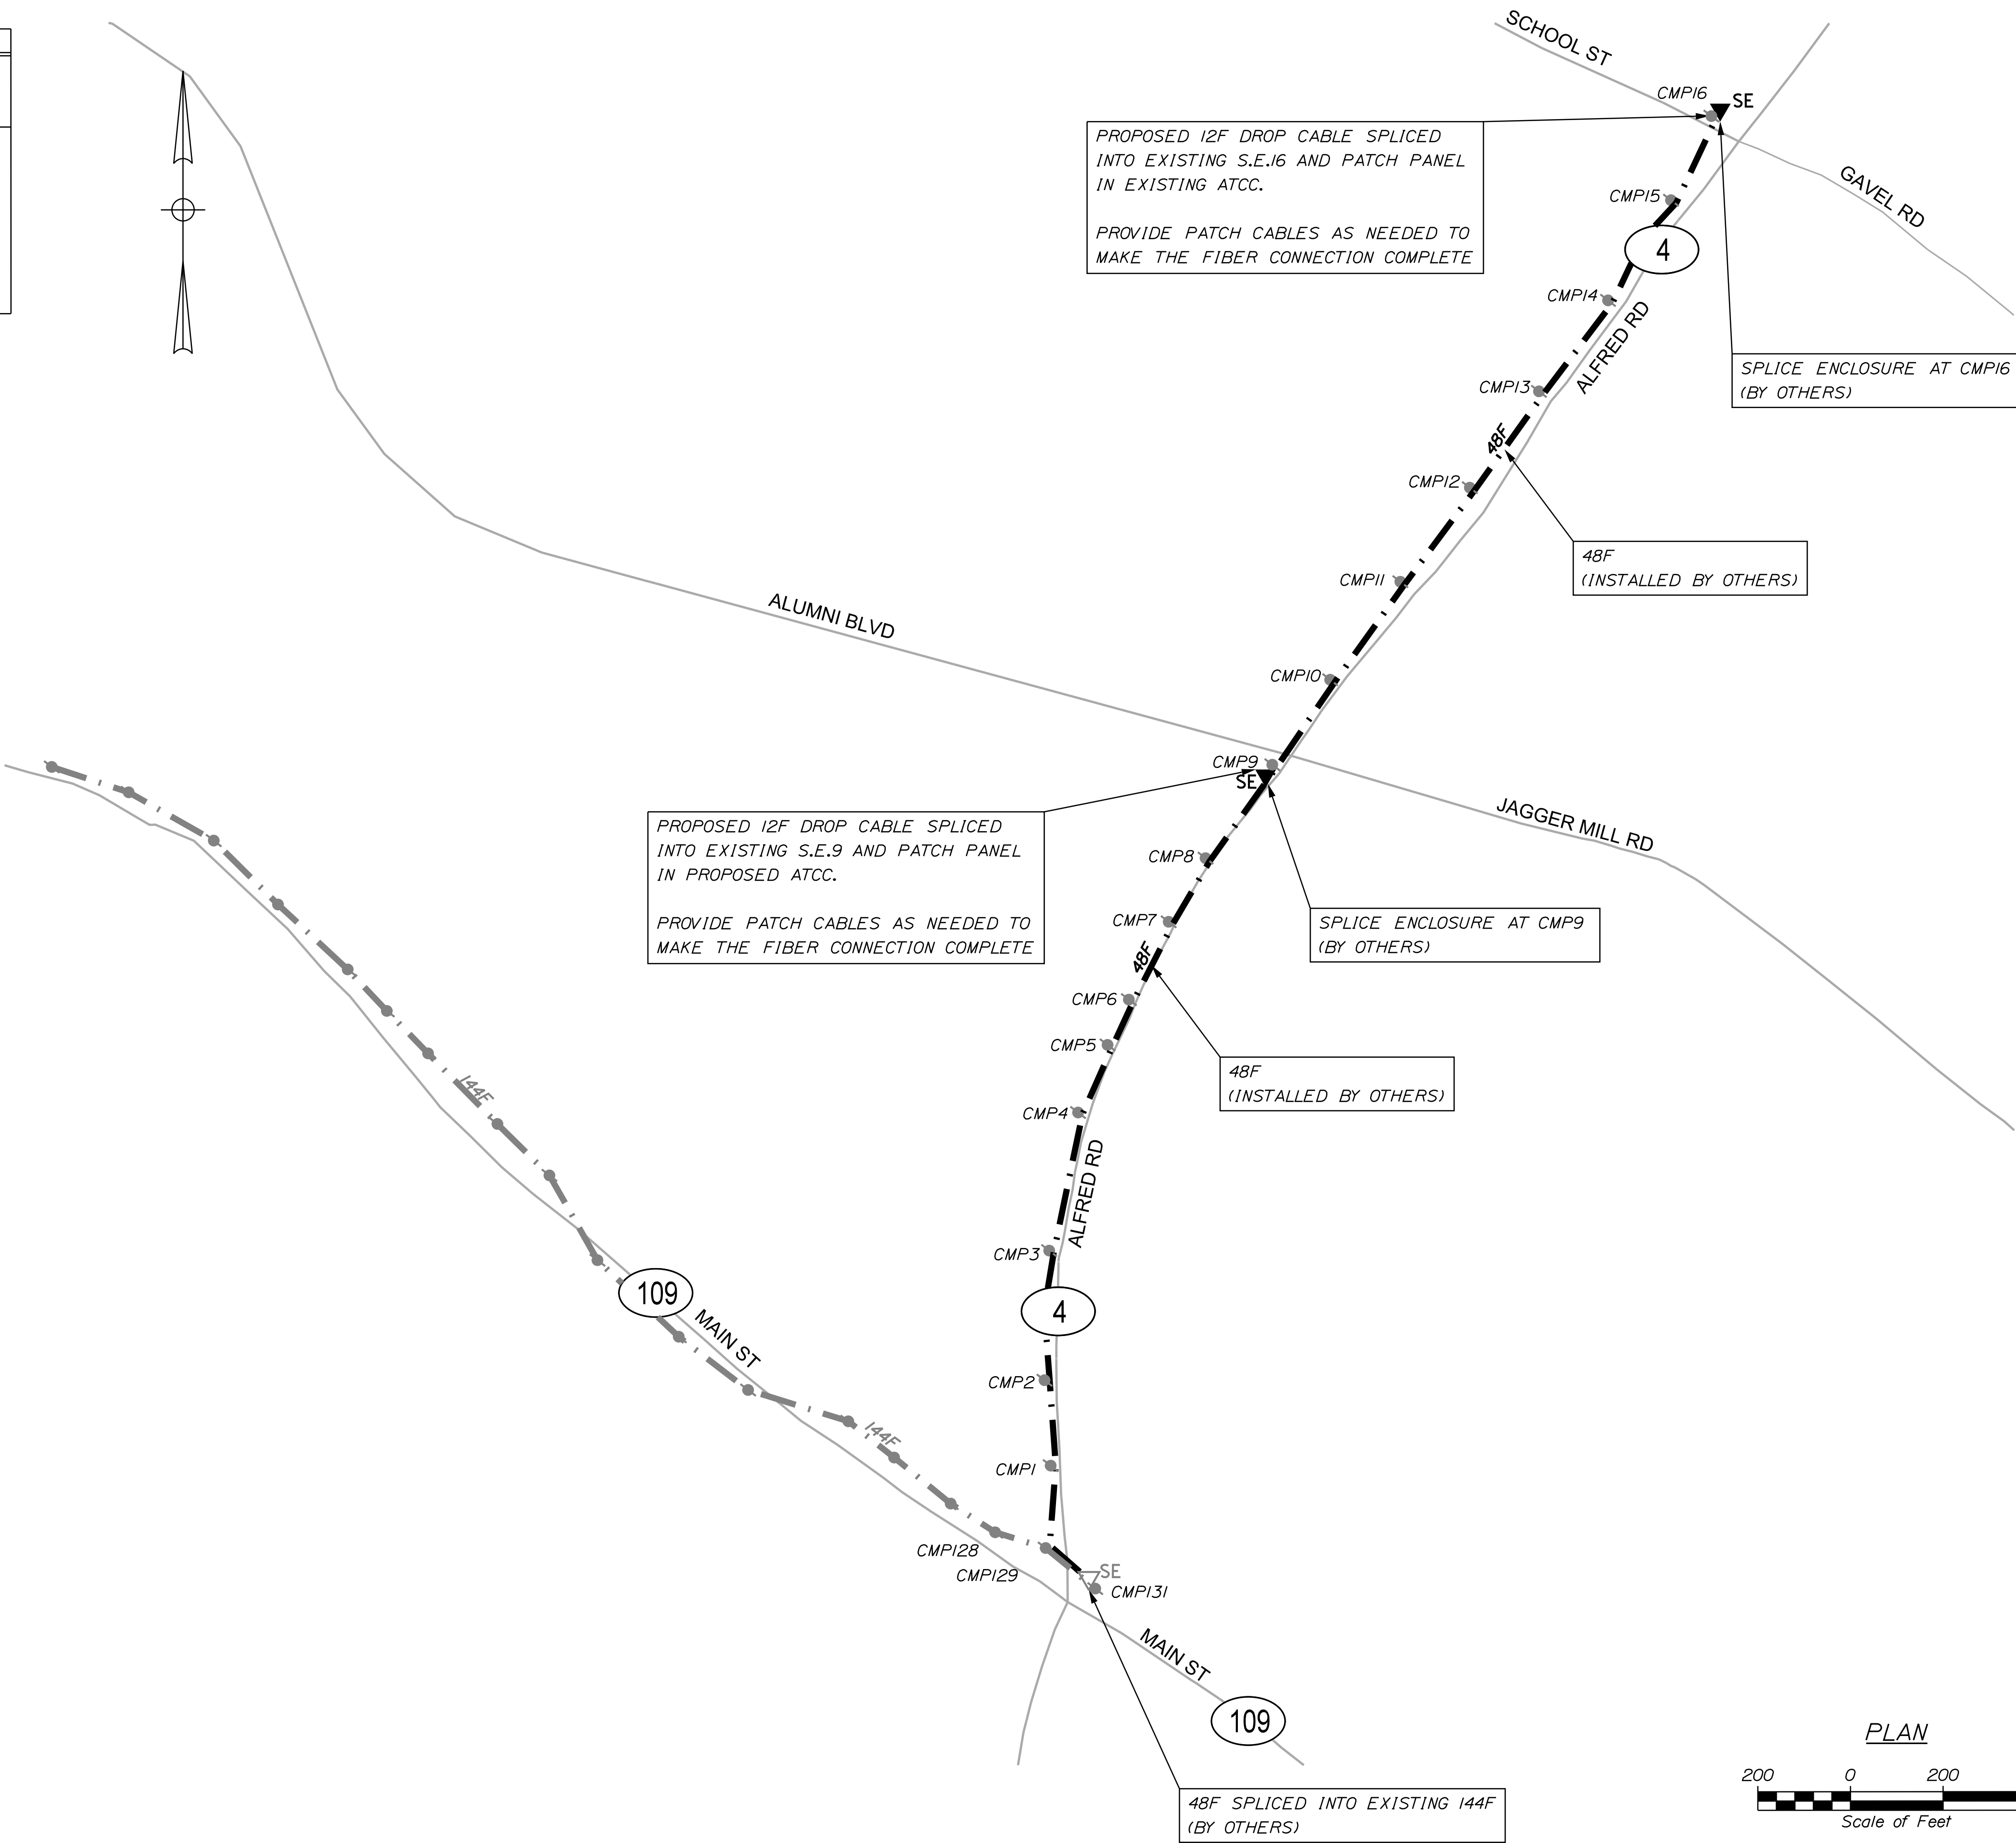 SCHOOL ST
CMP16
SE
PROPOSED 12F DROP CABLE SPLICED
INTO EXISTING S.E.16 AND PATCH PANEL
IN EXISTING ATCC.
PROVIDE PATCH CABLES AS NEEDED TO
MAKE THE FIBER CONNECTION COMPLETE
GAVEL RD
CMP15
4
CMP14
ALFRED RD
SPLICE ENCLOSURE AT CMP16
(BY OTHERS)
CMP13
48F
CMP12
48F
(INSTALLED BY OTHERS)
CMP11
ALUMNI BLVD
CMP10
CMP9
SE
JAGGER MILL RD
PROPOSED 12F DROP CABLE SPLICED
INTO EXISTING S.E.9 AND PATCH PANEL
IN PROPOSED ATCC.
PROVIDE PATCH CABLES AS NEEDED TO
MAKE THE FIBER CONNECTION COMPLETE
CMP8
SPLICE ENCLOSURE AT CMP9
(BY OTHERS)
CMP7
48F
CMP6
CMP5
48F
(INSTALLED BY OTHERS)
144F
CMP4
ALFRED RD
CMP3
109
4
MAIN ST
CMP2
144F
CMP1
CMP128
CMP129
SE
CMP131
MAIN ST
109
48F SPLICED INTO EXISTING 144F
(BY OTHERS)
PLAN
200 0 200
Scale of Feet